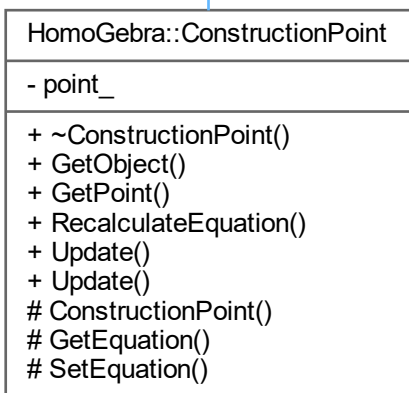 HomoGebra::ConstructionPoint
- point_
+ ~ConstructionPoint()
+ GetObject()
+ GetPoint()
+ RecalculateEquation()
+ Update()
+ Update()
# ConstructionPoint()
# GetEquation()
# SetEquation()